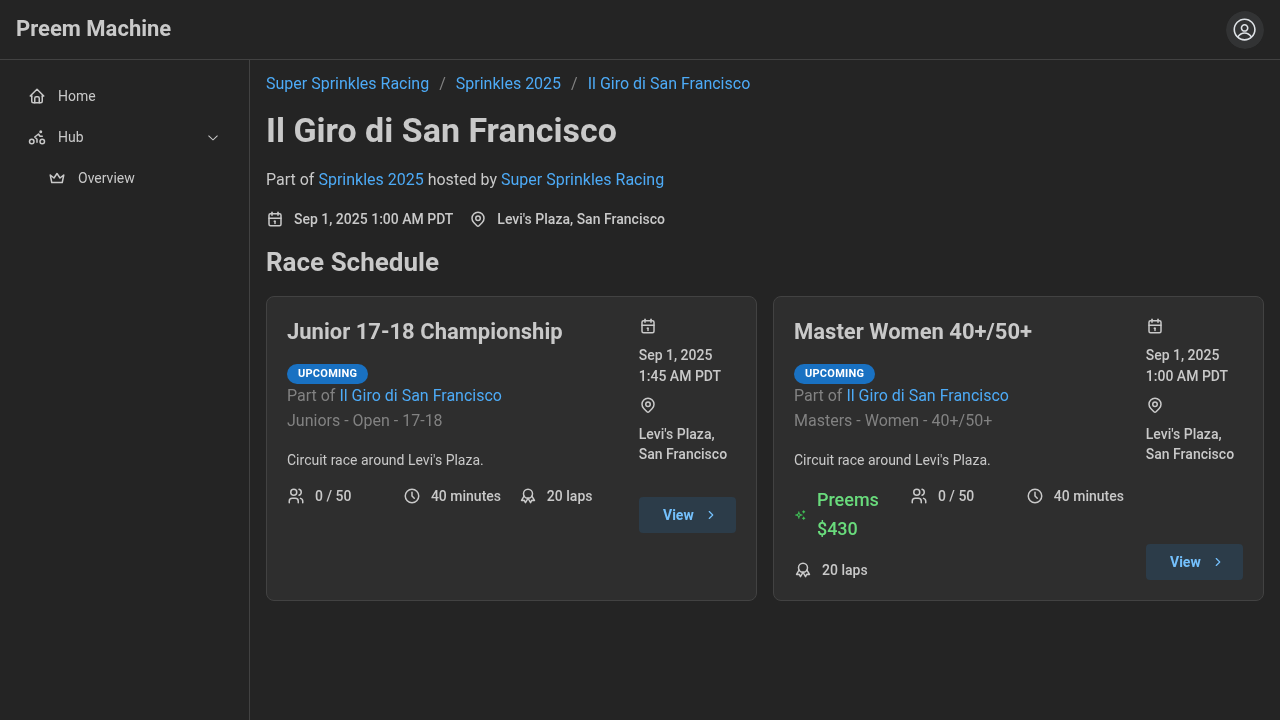 Preem Machine
Home
Hub
Overview
Super Sprinkles Racing / Sprinkles 2025 / Il Giro di San Francisco
Il Giro di San Francisco
Part of Sprinkles 2025 hosted by Super Sprinkles Racing
Sep 1, 2025 1:00 AM PDT Levi's Plaza, San Francisco
Race Schedule
Junior 17-18 Championship
UPCOMING
Part of Il Giro di San Francisco
Juniors - Open - 17-18
Circuit race around Levi's Plaza.
0 / 50 40 minutes 20 laps
Sep 1, 2025
1:45 AM PDT
Levi's Plaza,
San Francisco
View
Master Women 40+/50+
UPCOMING
Part of Il Giro di San Francisco
Masters - Women - 40+/50+
Circuit race around Levi's Plaza.
Preems
$430
0 / 50 40 minutes
20 laps
Sep 1, 2025
1:00 AM PDT
Levi's Plaza,
San Francisco
View